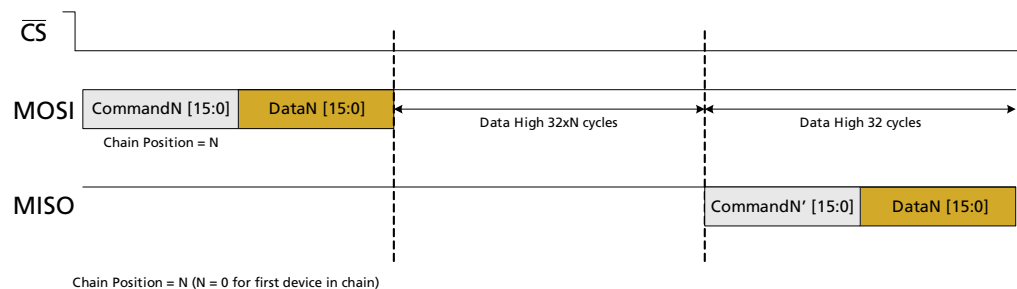 CS
MOSI
CommandN [15:0]
DataN [15:0]
Data High 32xN cycles
Data High 32 cycles
Chain Position = N
MISO
CommandN’ [15:0]
DataN [15:0]
Chain Position = N (N = 0 for first device in chain)